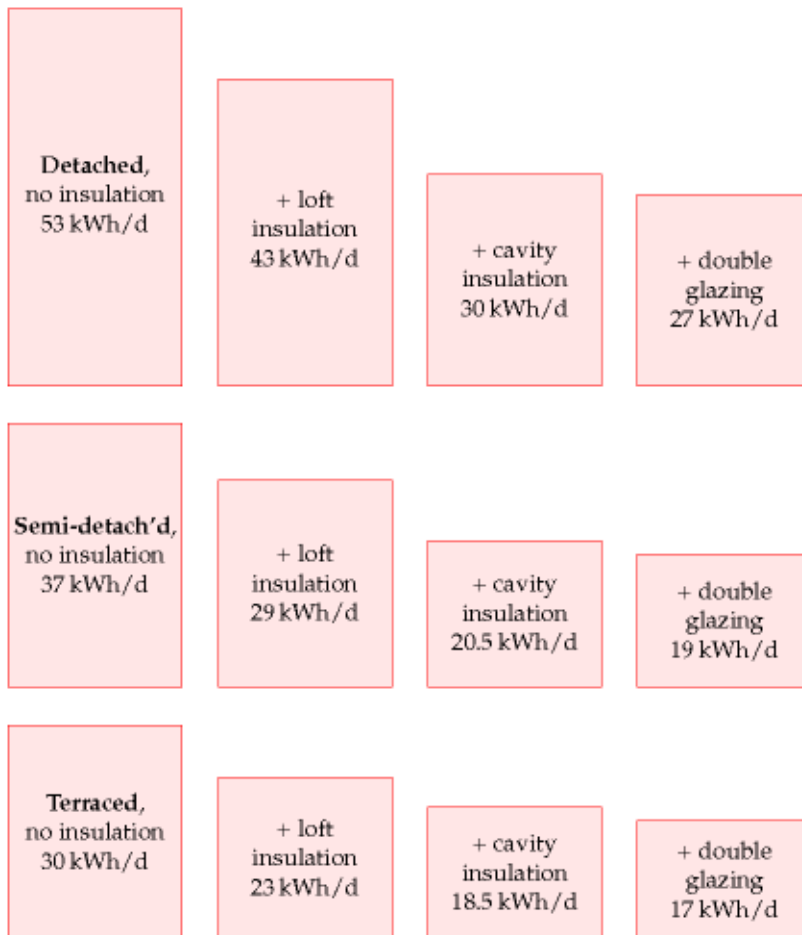 Detached,
no insulation
53 kWh/d
+ loft
insulation
43 kWh/d
+ cavity
insulation
30 kWh/d
+ double
glazing
27 kWh/d
Semi-detach'd,
no insulation
37 kWh/d
+ loft
insulation
29 kWh/d
+ cavity
insulation
20.5 kWh/d
+ double
glazing
19 kWh/d
Terraced,
no insulation
30 kWh/d
+ loft
insulation
23 kWh/d
+ cavity
insulation
18.5 kWh/d
+ double
glazing
17 kWh/d